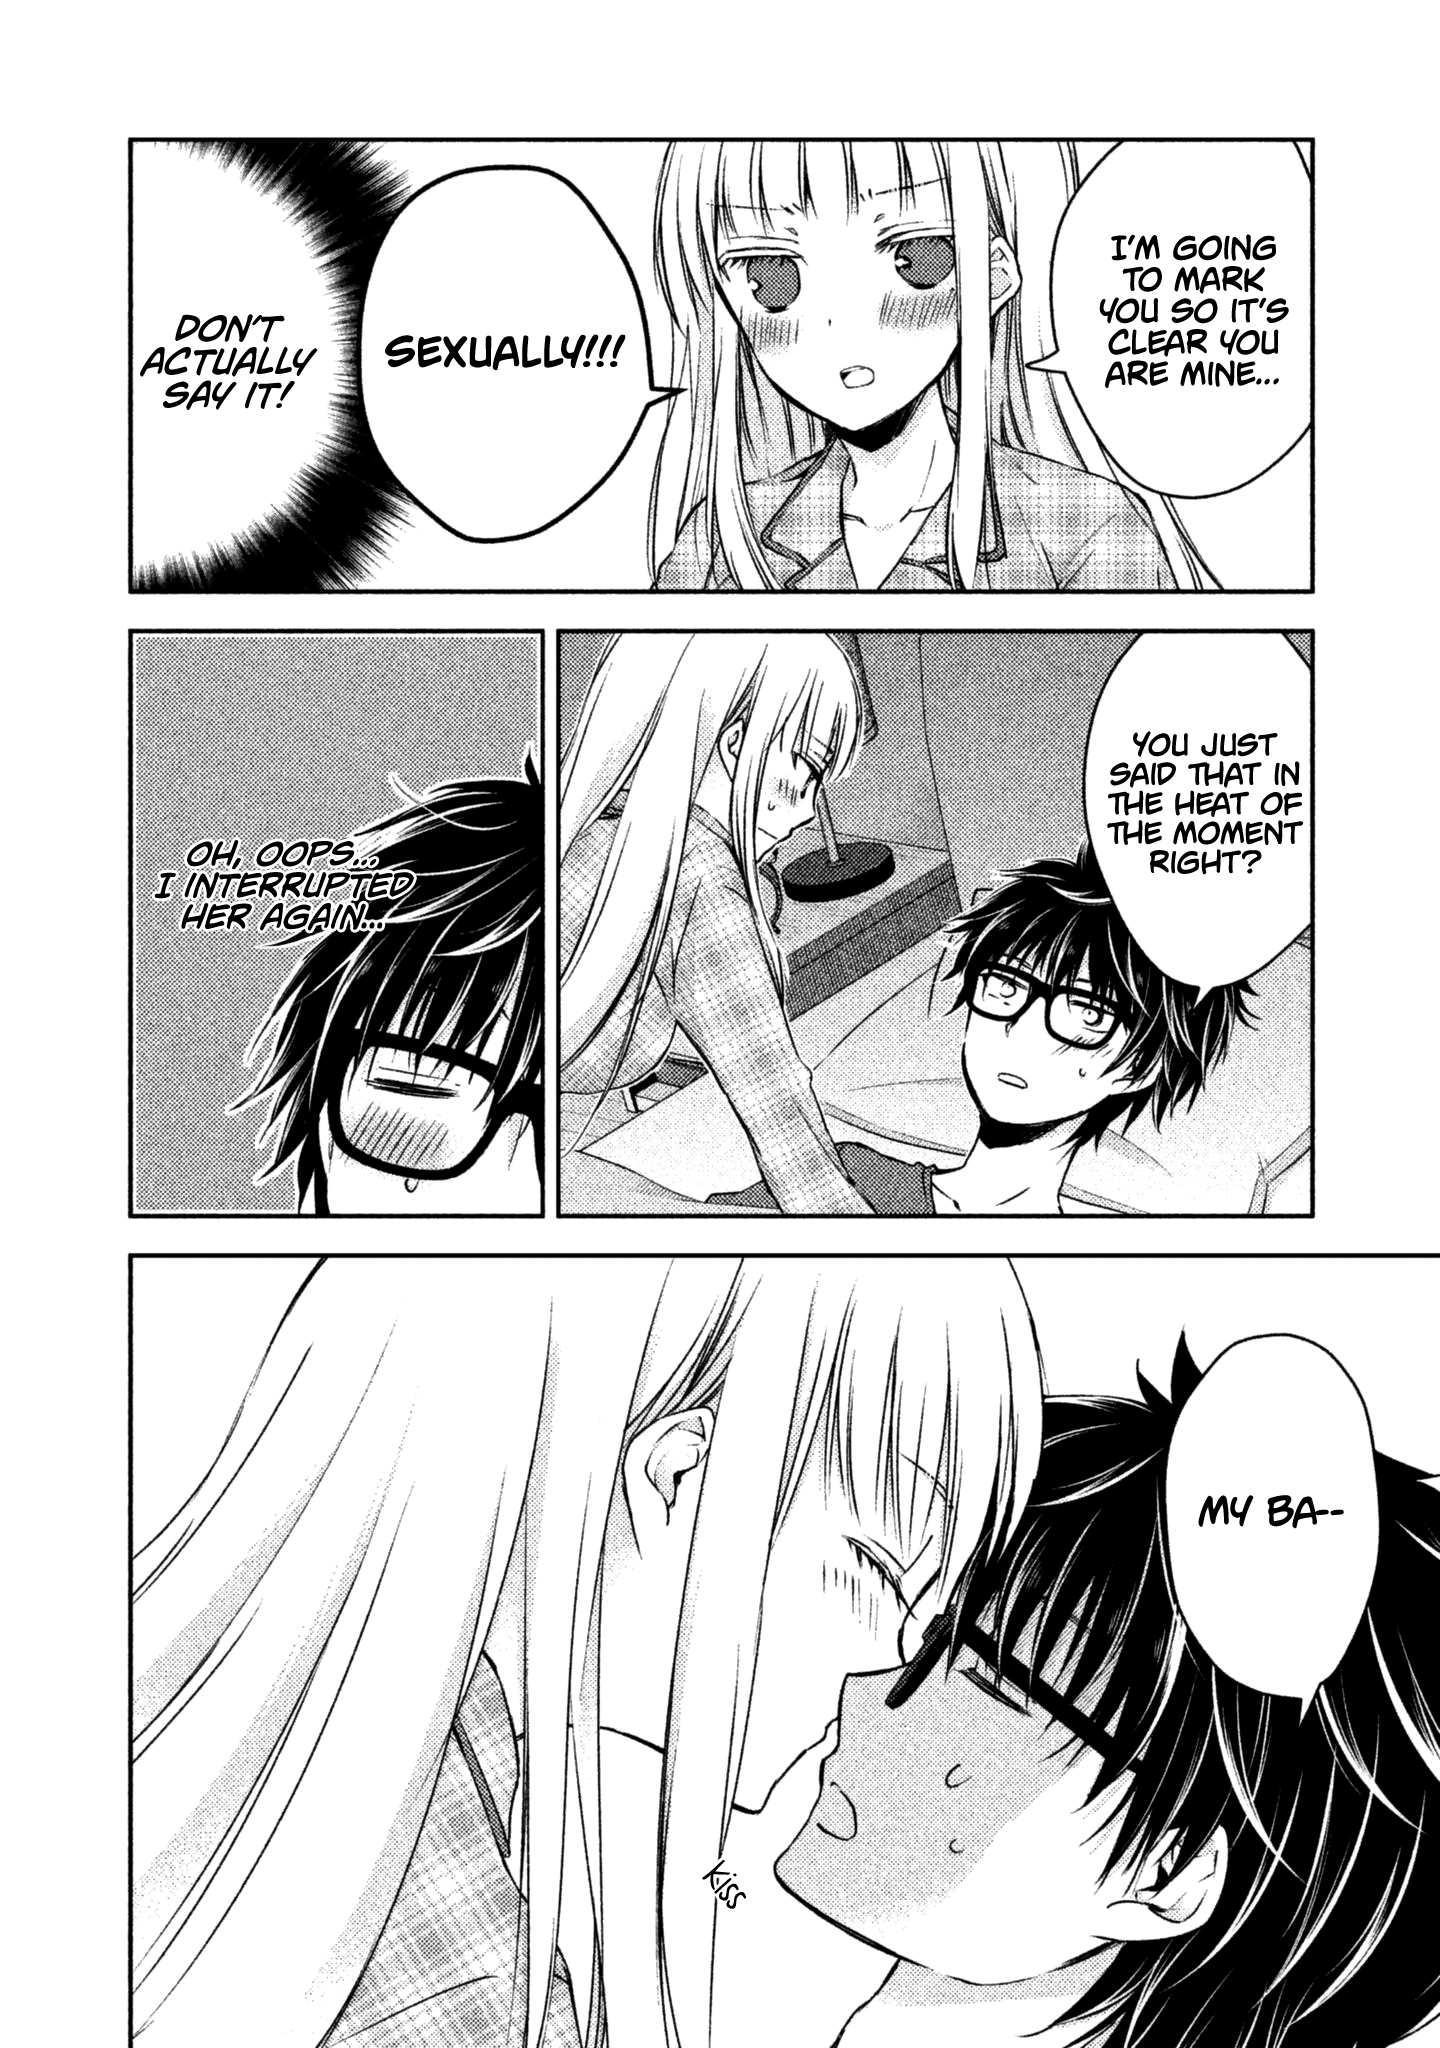 I'M GOING
TO MARK
YOU SO IT'S
CLEAR YOU
ARE MINE...
SEXUALLY!!!
DON'T
ACTUALLY
SAY IT!
YOU JUST
SAID THAT IN
THE HEAT OF
THE MOMENT
RIGHT?
OH, OOPS...
I INTERRUPTED
HER AGAIN...
MY BA--
KISS